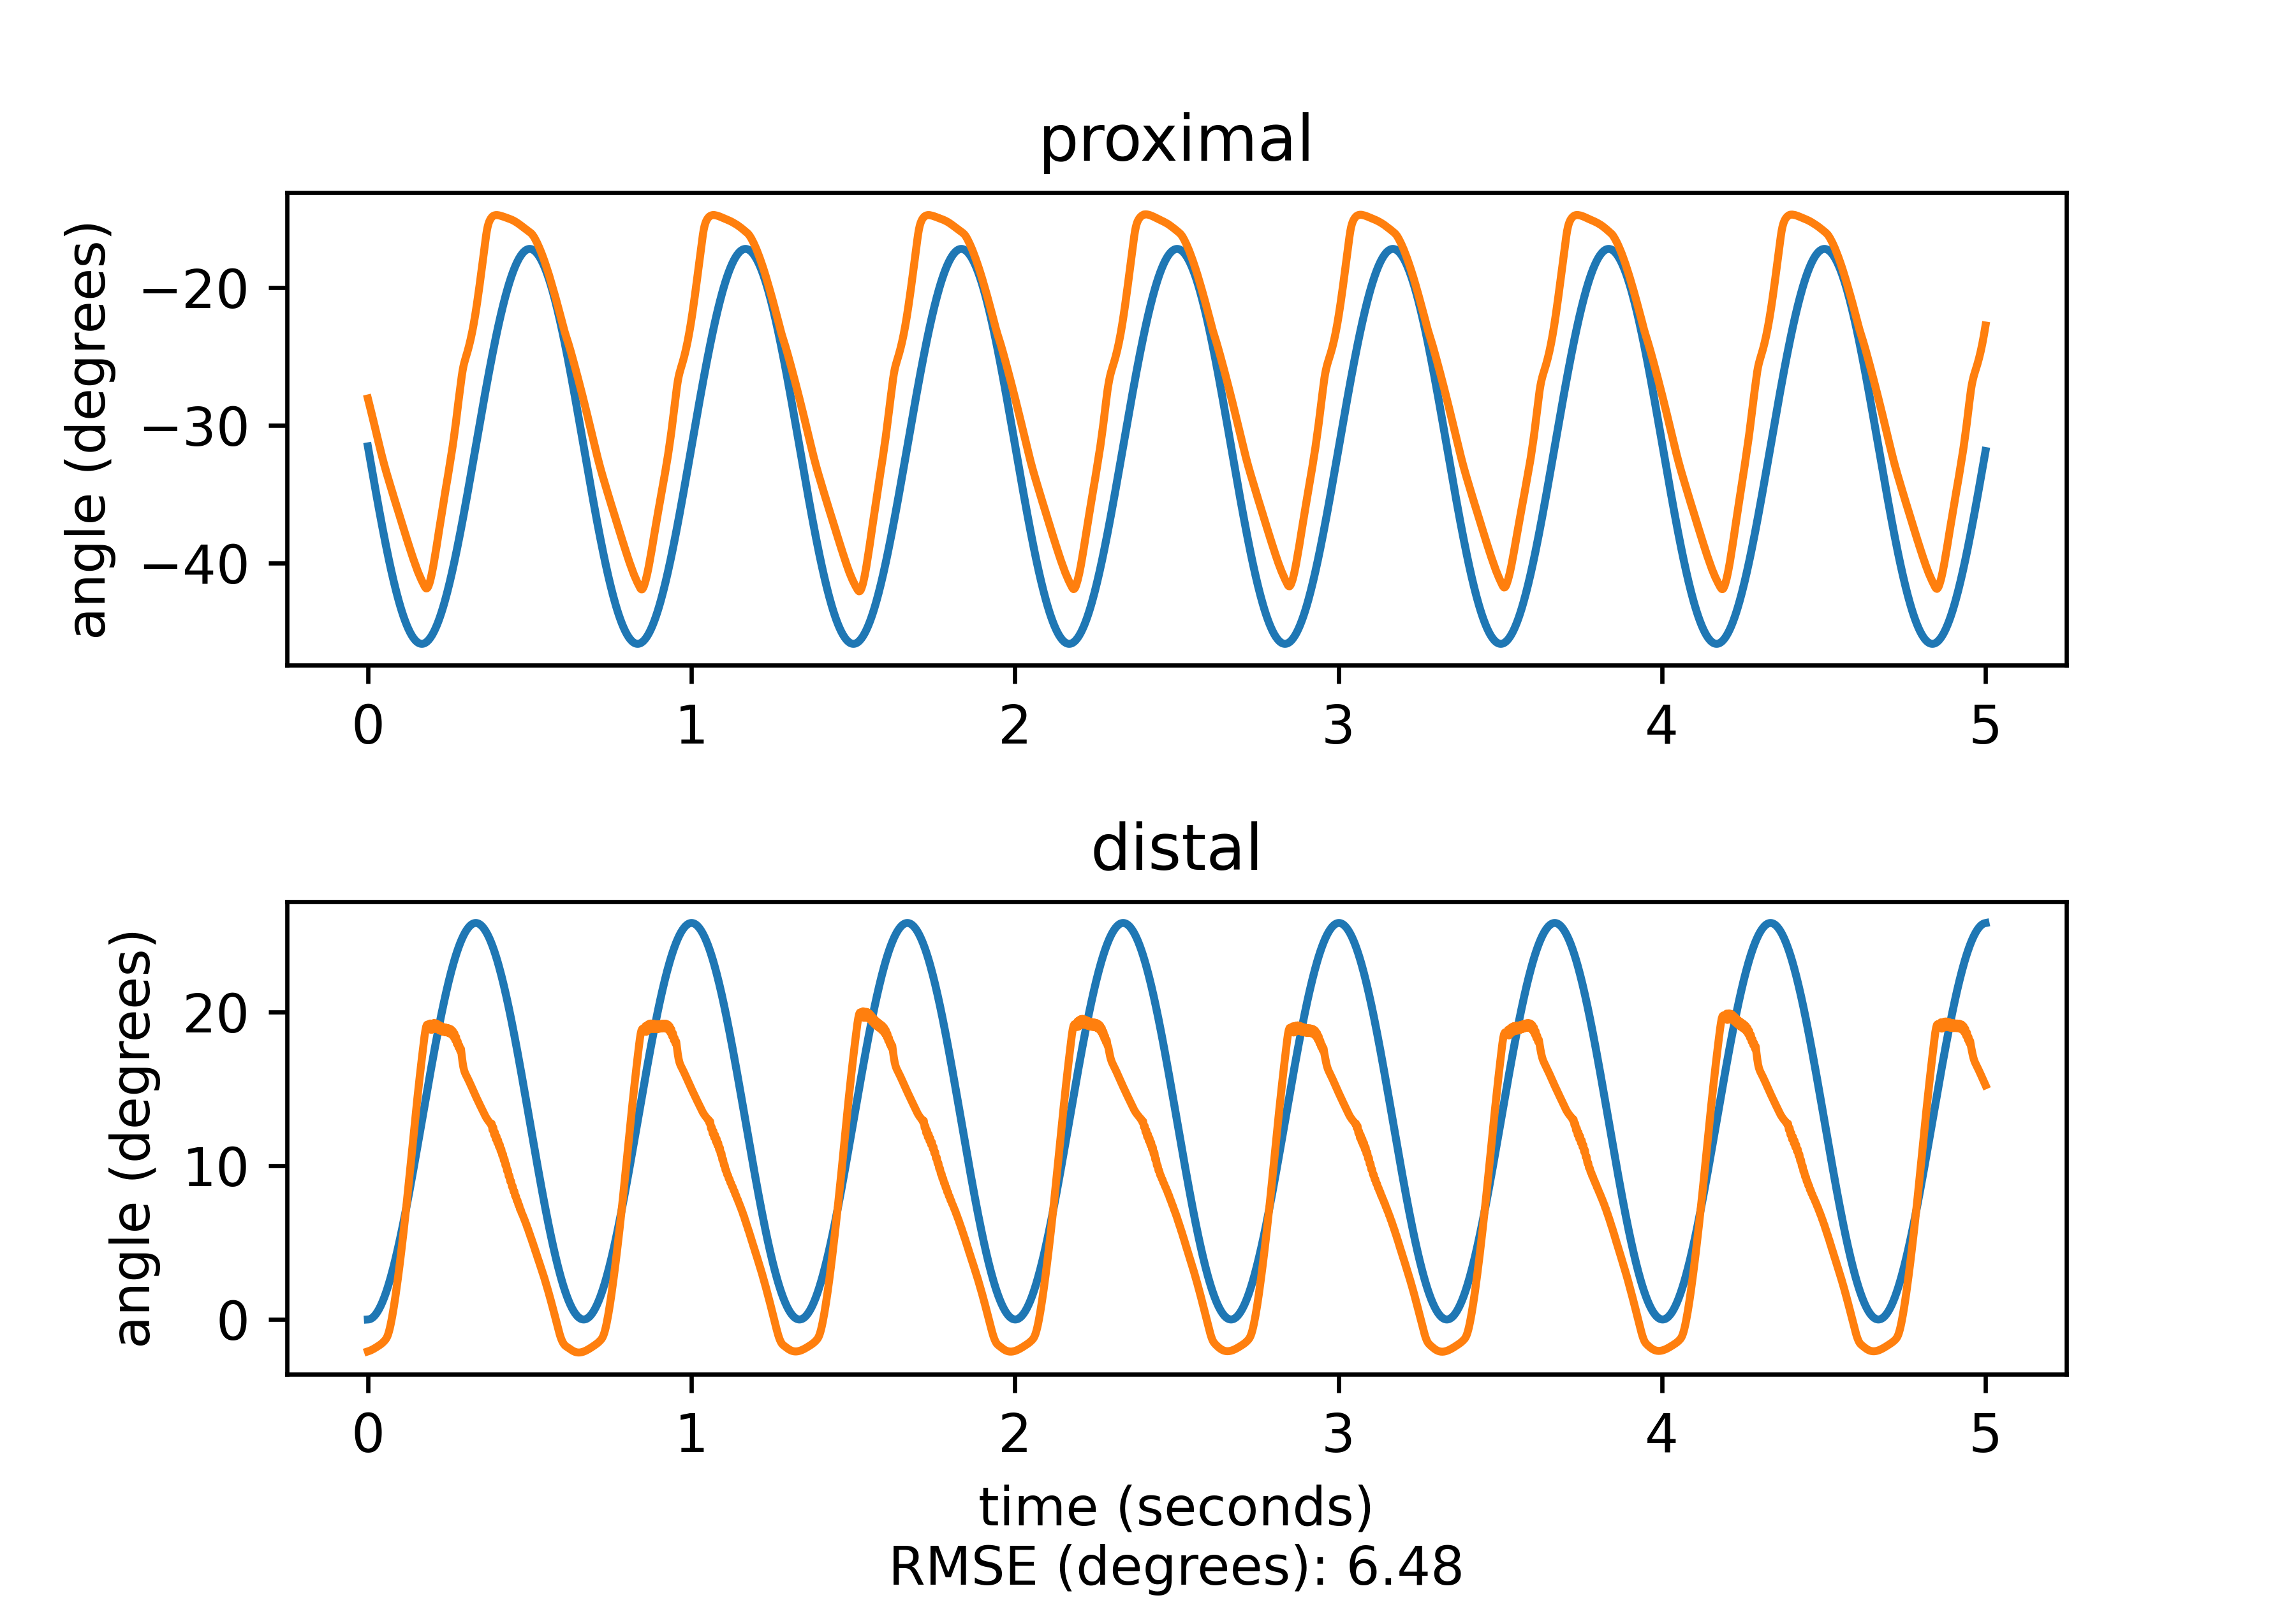 proximal
angle (degrees)
−20
−30
−40
0 1 2 3 4 5
distal
angle (degrees)
20
10
0
0 1 2 3 4 5
time (seconds)
RMSE (degrees): 6.48